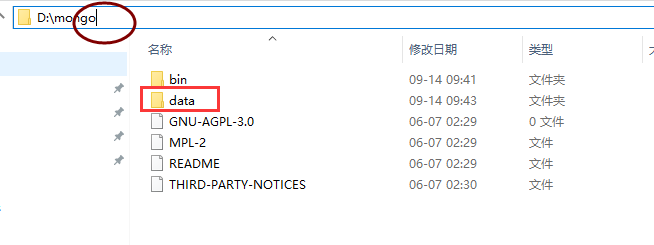 D:\mongo
名称 修改日期 类型
bin 09-14 09:41 文件夹
data 09-14 09:43 文件夹
GNU-AGPL-3.0 06-07 02:29 0 文件
MPL-2 06-07 02:29 文件
README 06-07 02:29 文件
THIRD-PARTY-NOTICES 06-07 02:30 文件